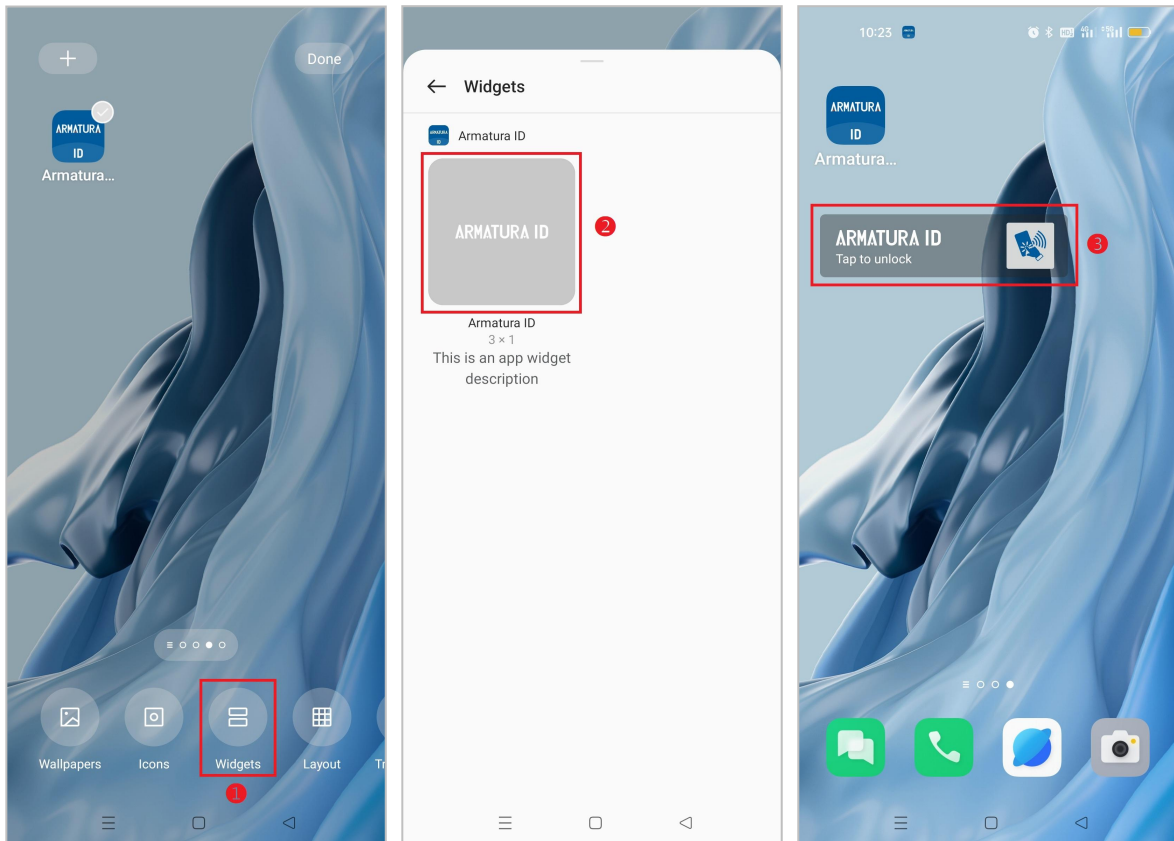 Done
ARMATURA
ID
Armatura...
Wallpapers
Icons
Widgets
Layout
Tr
1
Widgets
Armatura ID
ARMATURA ID
2
Armatura ID
3 × 1
This is an app widget
description
10:23
ARMATURA
ID
Armatura...
ARMATURA ID
Tap to unlock
3